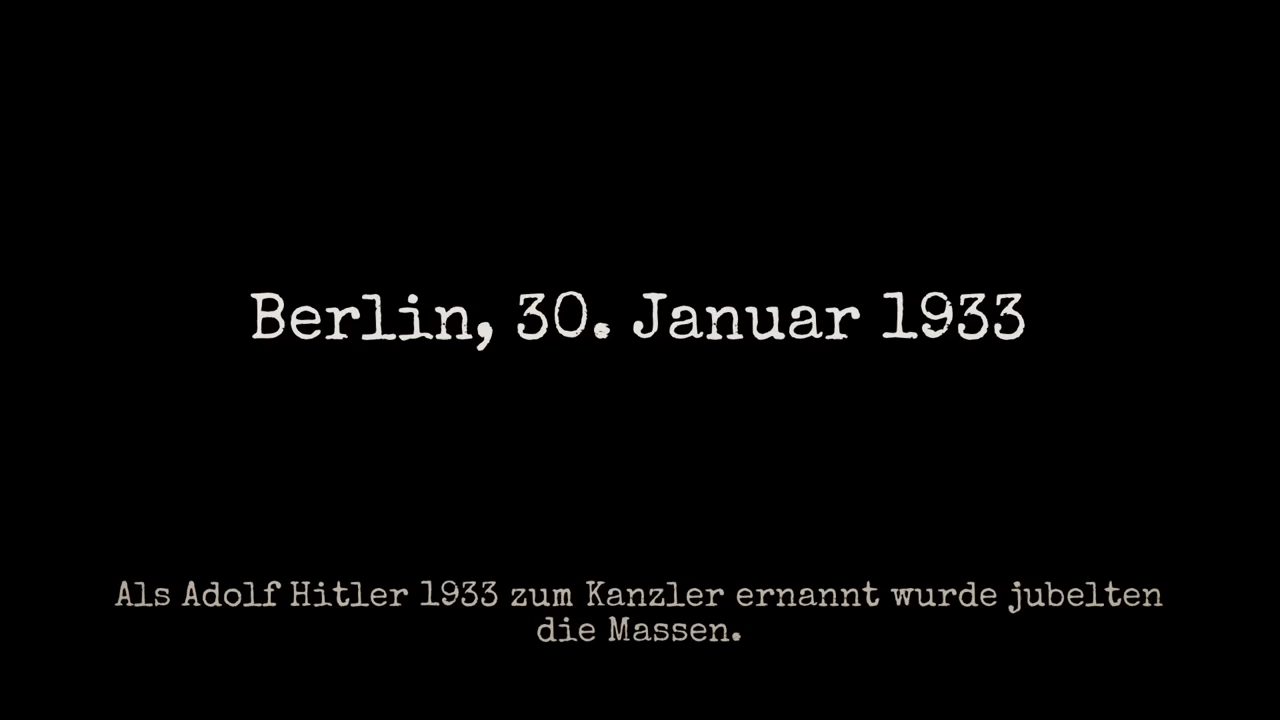 Berlin, 30. Januar 1933
Als Adolf Hitler 1933 zum Kanzler ernannt wurde jubelten
die Massen.